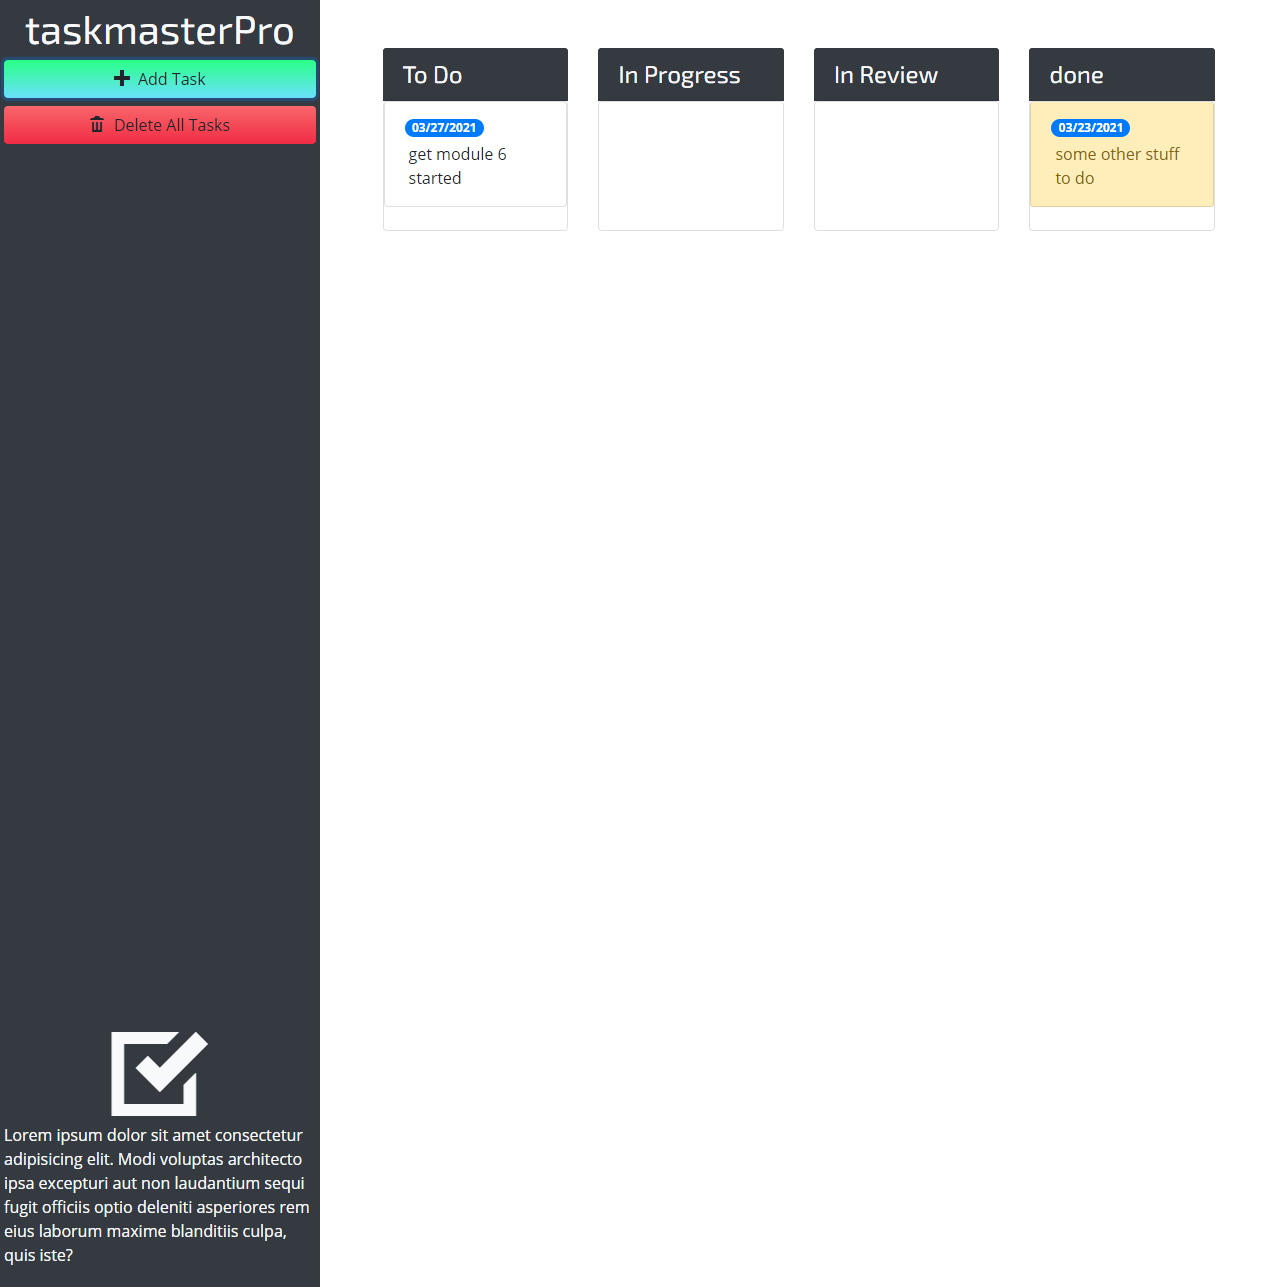 taskmasterPro
Add Task
Delete All Tasks
Lorem ipsum dolor sit amet consectetur
adipisicing elit. Modi voluptas architecto
ipsa excepturi aut non laudantium sequi
fugit officiis optio deleniti asperiores rem
eius laborum maxime blanditiis culpa,
quis iste?
To Do
03/27/2021
get module 6
started
In Progress
In Review
done
03/23/2021
some other stuff
to do